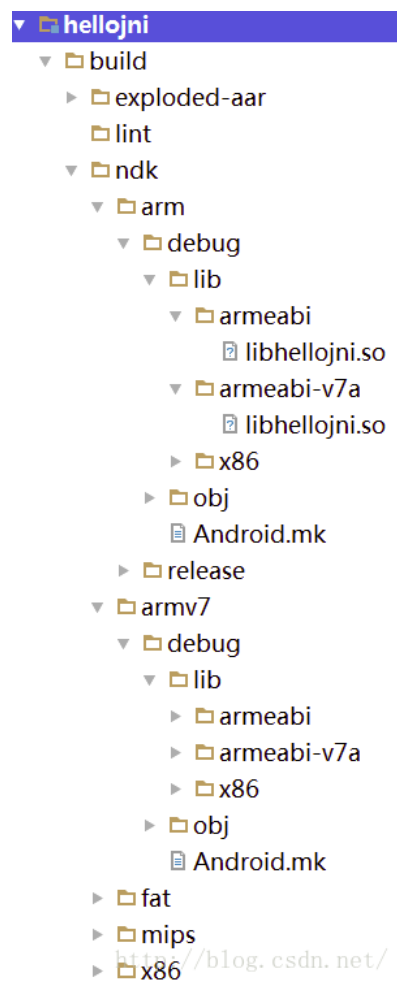 hellojni
build
exploded-aar
lint
ndk
arm
debug
lib
armeabi
libhellojni.so
armeabi-v7a
libhellojni.so
x86
obj
Android.mk
release
armv7
debug
lib
armeabi
armeabi-v7a
x86
obj
Android.mk
fat
mips
http://blog.csdn.net/
x86